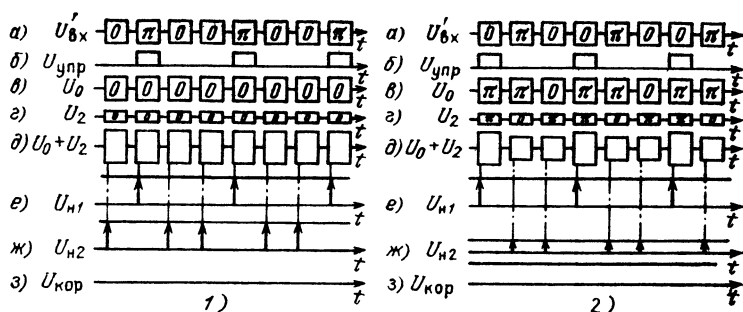 а) U'вх 0 π 0 0 π 0 0 π t
б) Uупр t
в) U0 0 0 0 0 0 0 0 0 t
г) U2 t
д) U0 + U2 t
е) Uн1 t
ж) Uн2 t
з) Uкор t
1)
а) U'вх 0 π 0 0 π 0 0 π t
б) Uупр t
в) U0 π π 0 π π 0 π π t
г) U2 t
д) U0 + U2 t
е) Uн1 t
ж) Uн2 t
з) Uкор t
2)